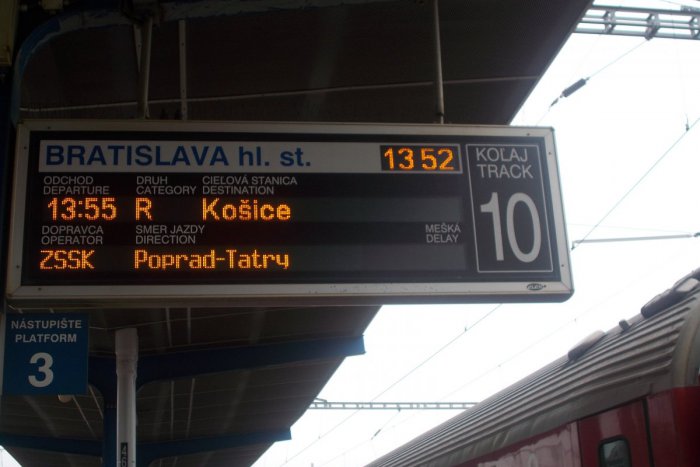 BRATISLAVA hl. st. 13 52
ODCHOD DRUH CIEĽOVÁ STANICA
DEPARTURE CATEGORY DESTINATION
13:55 R Košice
DOPRAVCA SMER JAZDY MEŠKÁ
OPERATOR DIRECTION DELAY
ZSSK Poprad-Tatry
KOĽAJ
TRACK
10
NÁSTUPIŠTE
PLATFORM
3